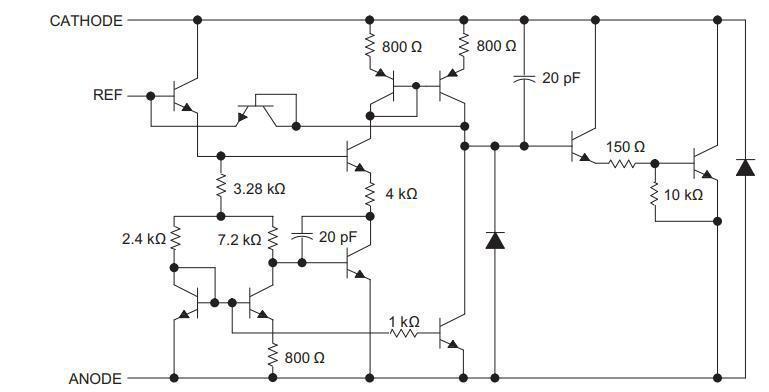 CATHODE
800 Ω 800 Ω
20 pF
REF
150 Ω
3.28 kΩ 4 kΩ 10 kΩ
2.4 kΩ 7.2 kΩ 20 pF
1 kΩ
800 Ω
ANODE